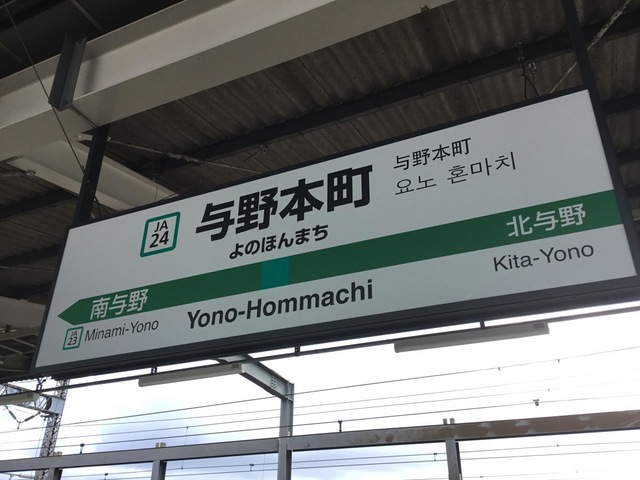 JA
24
与野本町
よのほんまち
与野本町
요노 혼마치
南与野
北与野
JA
23
Minami-Yono
Yono-Hommachi
Kita-Yono